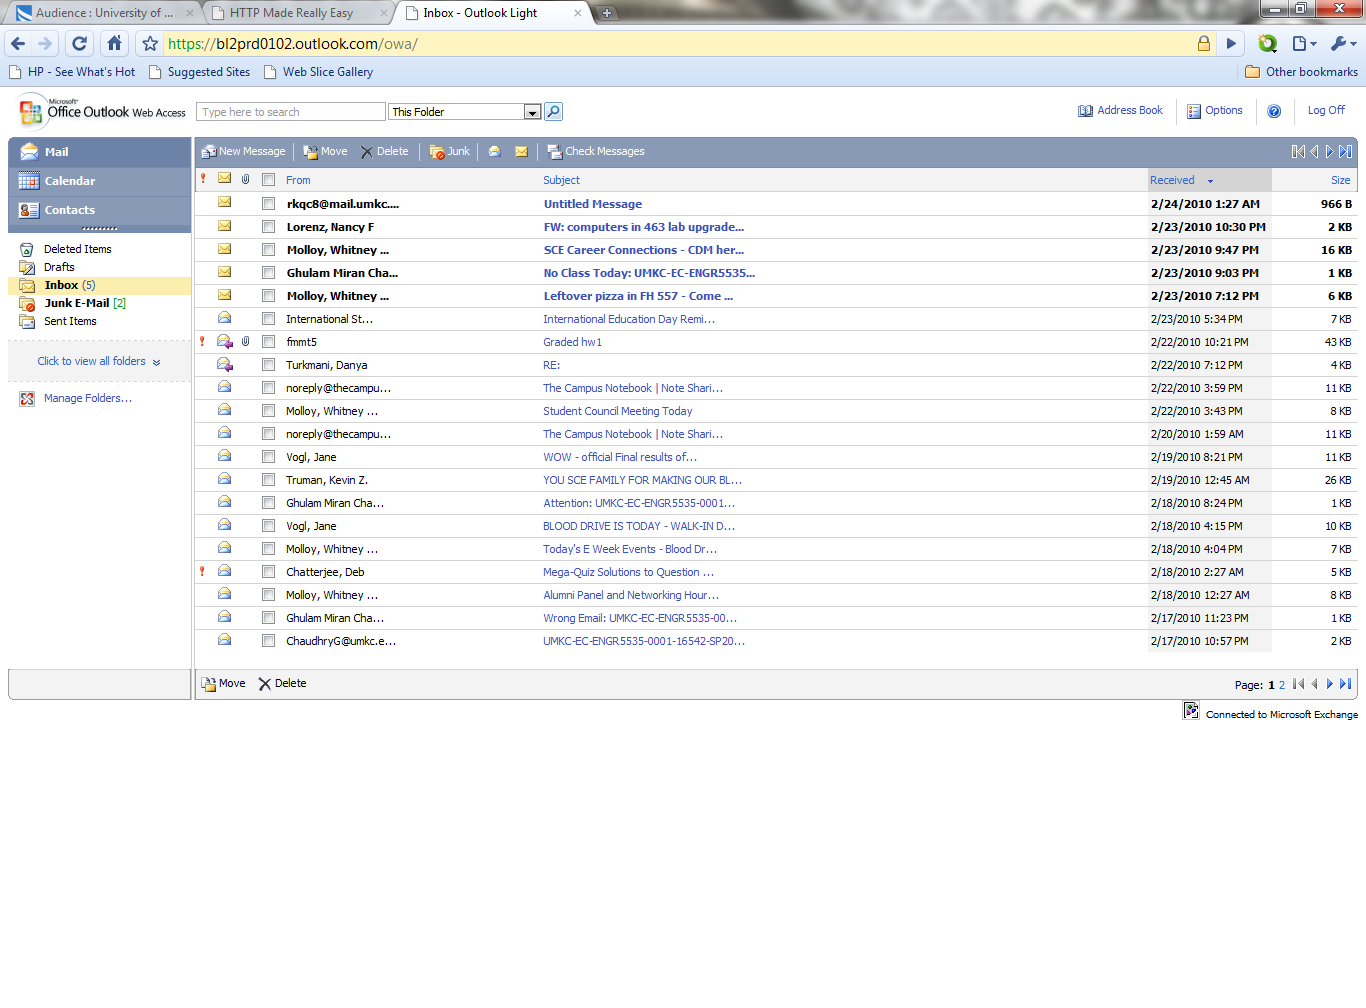 Audience : University of ...
HTTP Made Really Easy
Inbox - Outlook Light
https://bl2prd0102.outlook.com/owa/
HP - See What's Hot Suggested Sites Web Slice Gallery Other bookmarks
Microsoft®
Office Outlook Web Access Type here to search This Folder Address Book Options Log Off
Mail
Calendar
Contacts
Deleted Items
Drafts
Inbox (5)
Junk E-Mail [2]
Sent Items
Click to view all folders
Manage Folders...
New Message Move Delete Junk Check Messages
From Subject Received Size
rkqc8@mail.umkc.... Untitled Message 2/24/2010 1:27 AM 966 B
Lorenz, Nancy F FW: computers in 463 lab upgrade... 2/23/2010 10:30 PM 2 KB
Molloy, Whitney ... SCE Career Connections - CDM her... 2/23/2010 9:47 PM 16 KB
Ghulam Miran Cha... No Class Today: UMKC-EC-ENGR5535... 2/23/2010 9:03 PM 1 KB
Molloy, Whitney ... Leftover pizza in FH 557 - Come ... 2/23/2010 7:12 PM 6 KB
International St... International Education Day Remi... 2/23/2010 5:34 PM 7 KB
fmmt5 Graded hw1 2/22/2010 10:21 PM 43 KB
Turkmani, Danya RE: 2/22/2010 7:12 PM 4 KB
noreply@thecampu... The Campus Notebook | Note Shari... 2/22/2010 3:59 PM 11 KB
Molloy, Whitney ... Student Council Meeting Today 2/22/2010 3:43 PM 8 KB
noreply@thecampu... The Campus Notebook | Note Shari... 2/20/2010 1:59 AM 11 KB
Vogl, Jane WOW - official Final results of... 2/19/2010 8:21 PM 11 KB
Truman, Kevin Z. YOU SCE FAMILY FOR MAKING OUR BL... 2/19/2010 12:45 AM 26 KB
Ghulam Miran Cha... Attention: UMKC-EC-ENGR5535-0001... 2/18/2010 8:24 PM 1 KB
Vogl, Jane BLOOD DRIVE IS TODAY - WALK-IN D... 2/18/2010 4:15 PM 10 KB
Molloy, Whitney ... Today's E Week Events - Blood Dr... 2/18/2010 4:04 PM 7 KB
Chatterjee, Deb Mega-Quiz Solutions to Question ... 2/18/2010 2:27 AM 5 KB
Molloy, Whitney ... Alumni Panel and Networking Hour... 2/18/2010 12:27 AM 8 KB
Ghulam Miran Cha... Wrong Email: UMKC-EC-ENGR5535-00... 2/17/2010 11:23 PM 1 KB
ChaudhryG@umkc.e... UMKC-EC-ENGR5535-0001-16542-SP20... 2/17/2010 10:57 PM 2 KB
Move Delete Page: 1 2
Connected to Microsoft Exchange